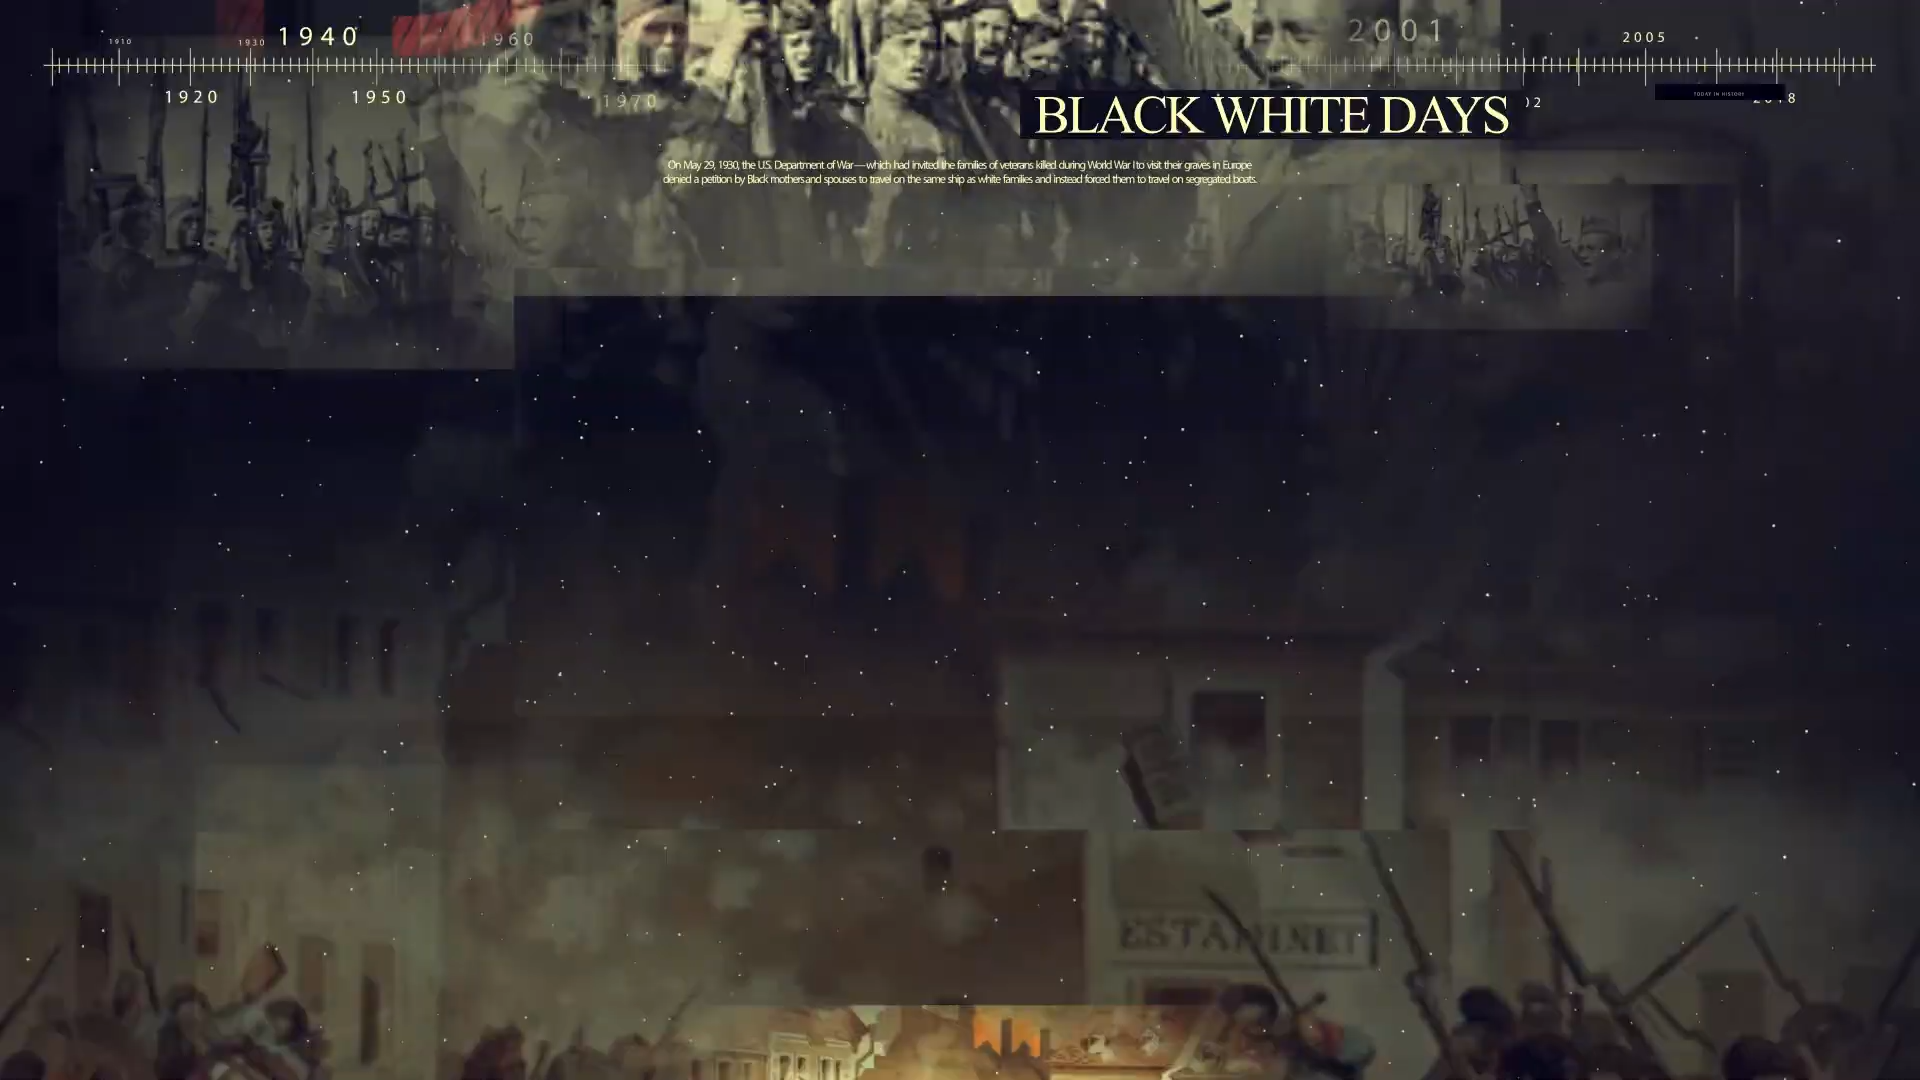 2001
1940
1960
2005
1910
1930
1920
1950
1970
TODAY IN HISTORY
BLACK WHITE DAYS
On May 29, 1930, the U.S. Department of War—which had invited the families of veterans killed during World War I to visit their graves in Europe
denied a petition by Black mothers and spouses to travel on the same ship as white families and instead forced them to travel on segregated boats.
ESTAMINET